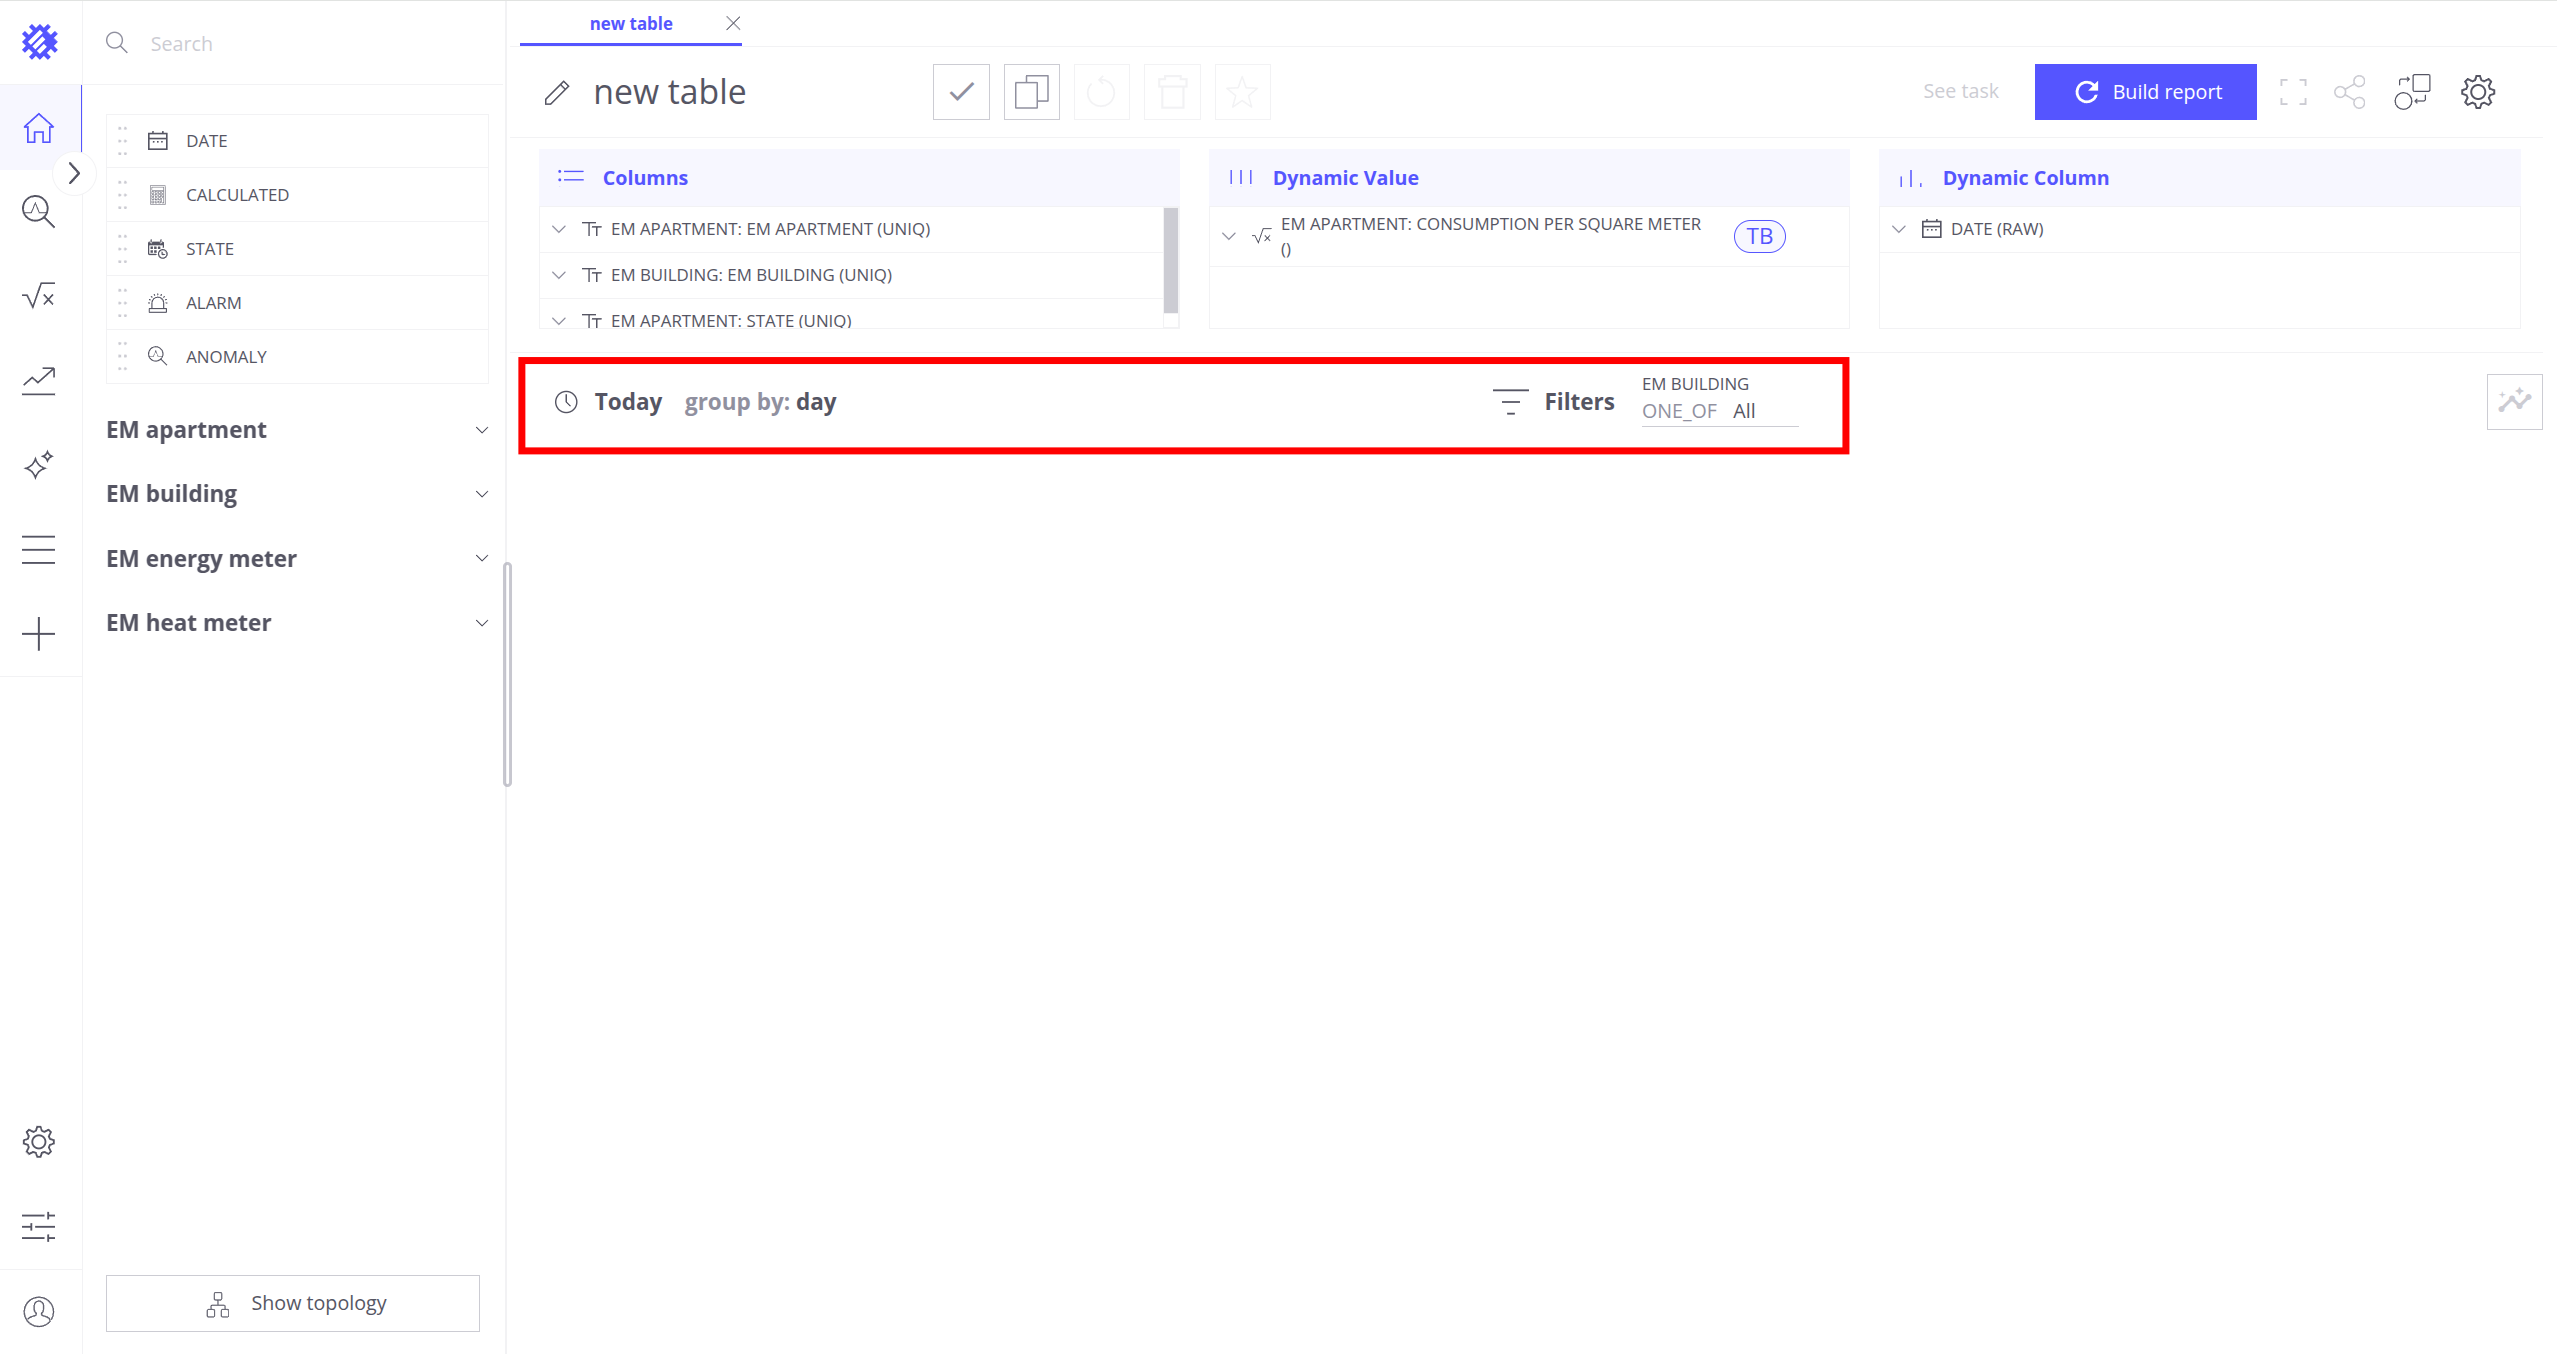 new table
Search
new table
See task
Build report
DATE
CALCULATED
STATE
ALARM
ANOMALY
EM apartment
EM building
EM energy meter
EM heat meter
Show topology
Columns
EM APARTMENT: EM APARTMENT (UNIQ)
EM BUILDING: EM BUILDING (UNIQ)
EM APARTMENT: STATE (UNIQ)
Dynamic Value
EM APARTMENT: CONSUMPTION PER SQUARE METER
()
TB
Dynamic Column
DATE (RAW)
Today group by: day
Filters
EM BUILDING
ONE_OF All